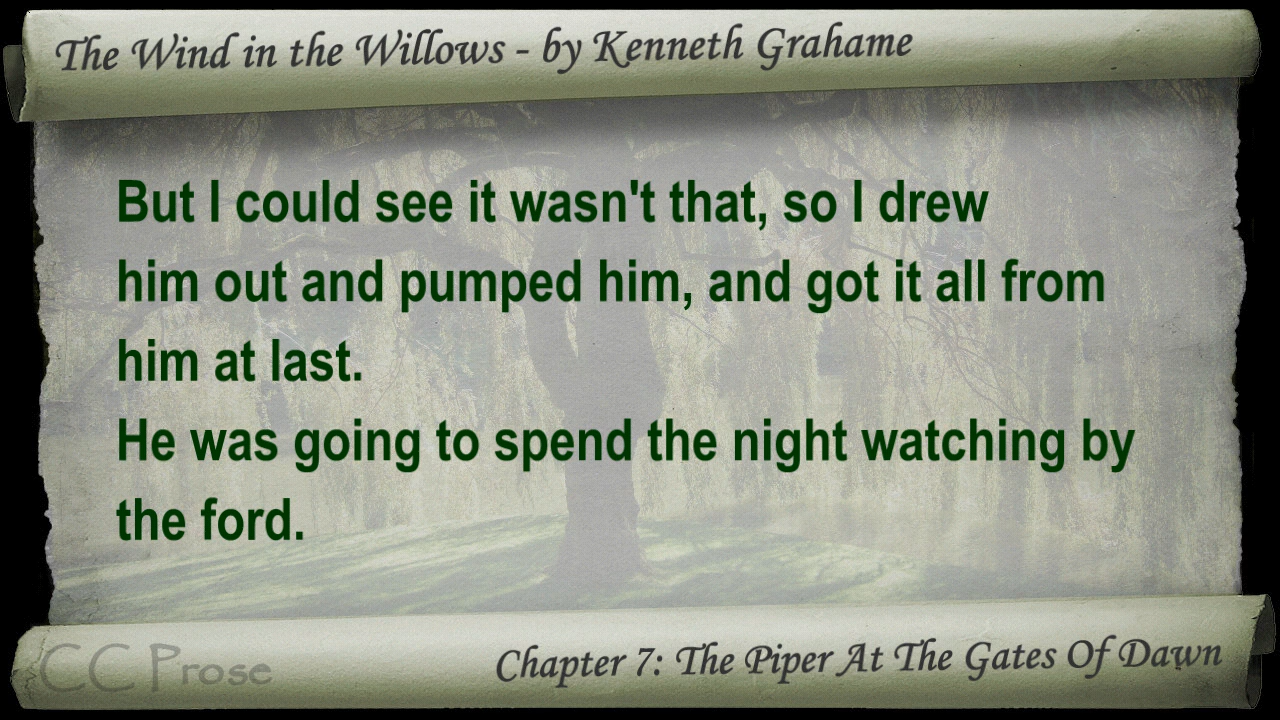 The Wind in the Willows - by Kenneth Grahame
But I could see it wasn't that, so I drew
him out and pumped him, and got it all from
him at last.
He was going to spend the night watching by
the ford.
CC Prose
Chapter 7: The Piper At The Gates Of Dawn